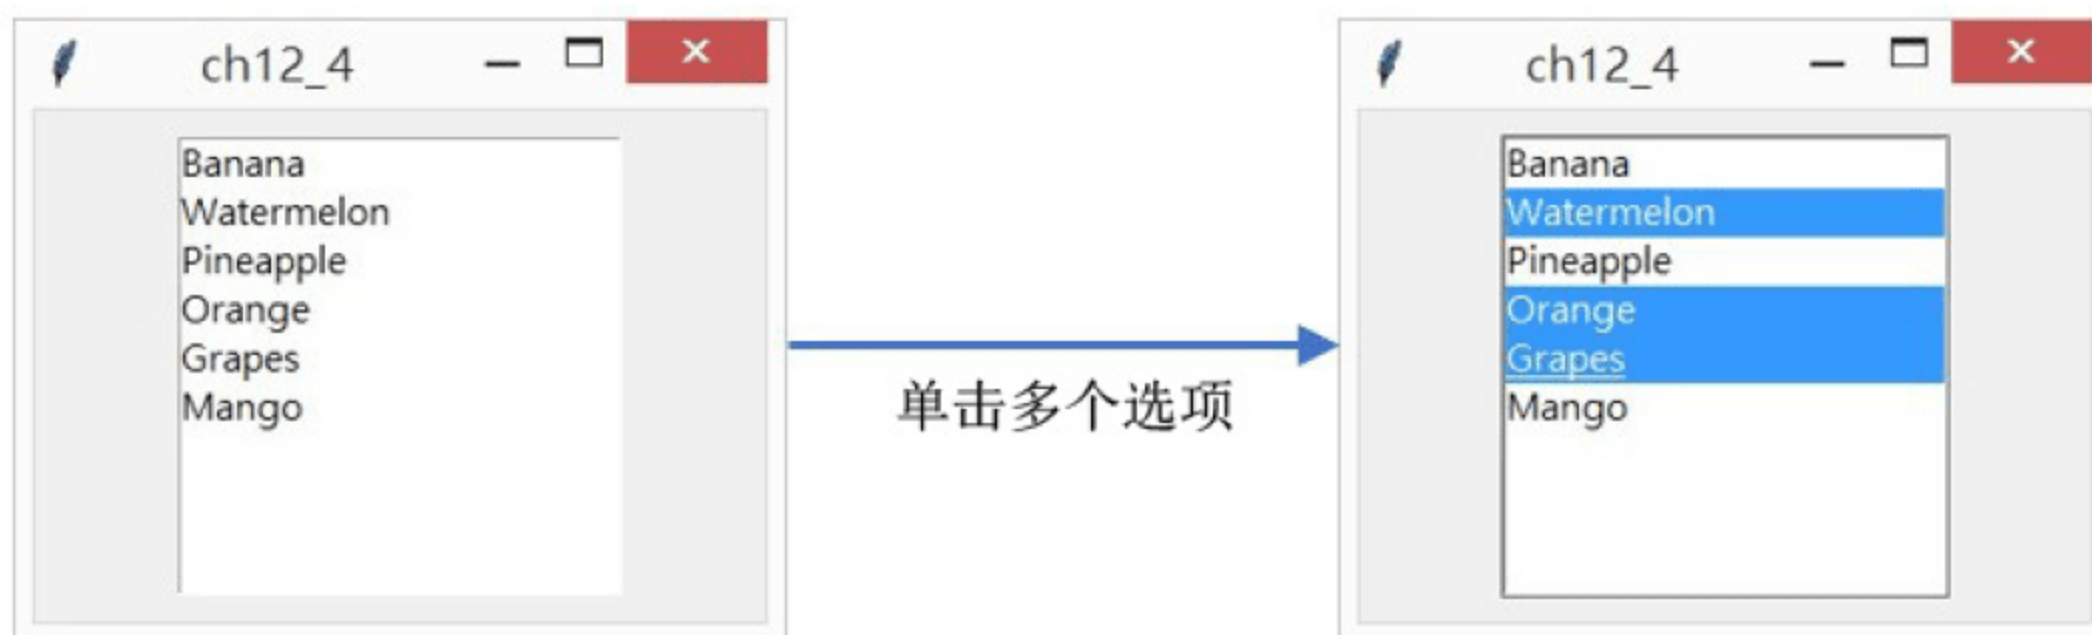 ch12_4
Banana
Watermelon
Pineapple
Orange
Grapes
Mango
单击多个选项
ch12_4
Banana
Watermelon
Pineapple
Orange
Grapes
Mango